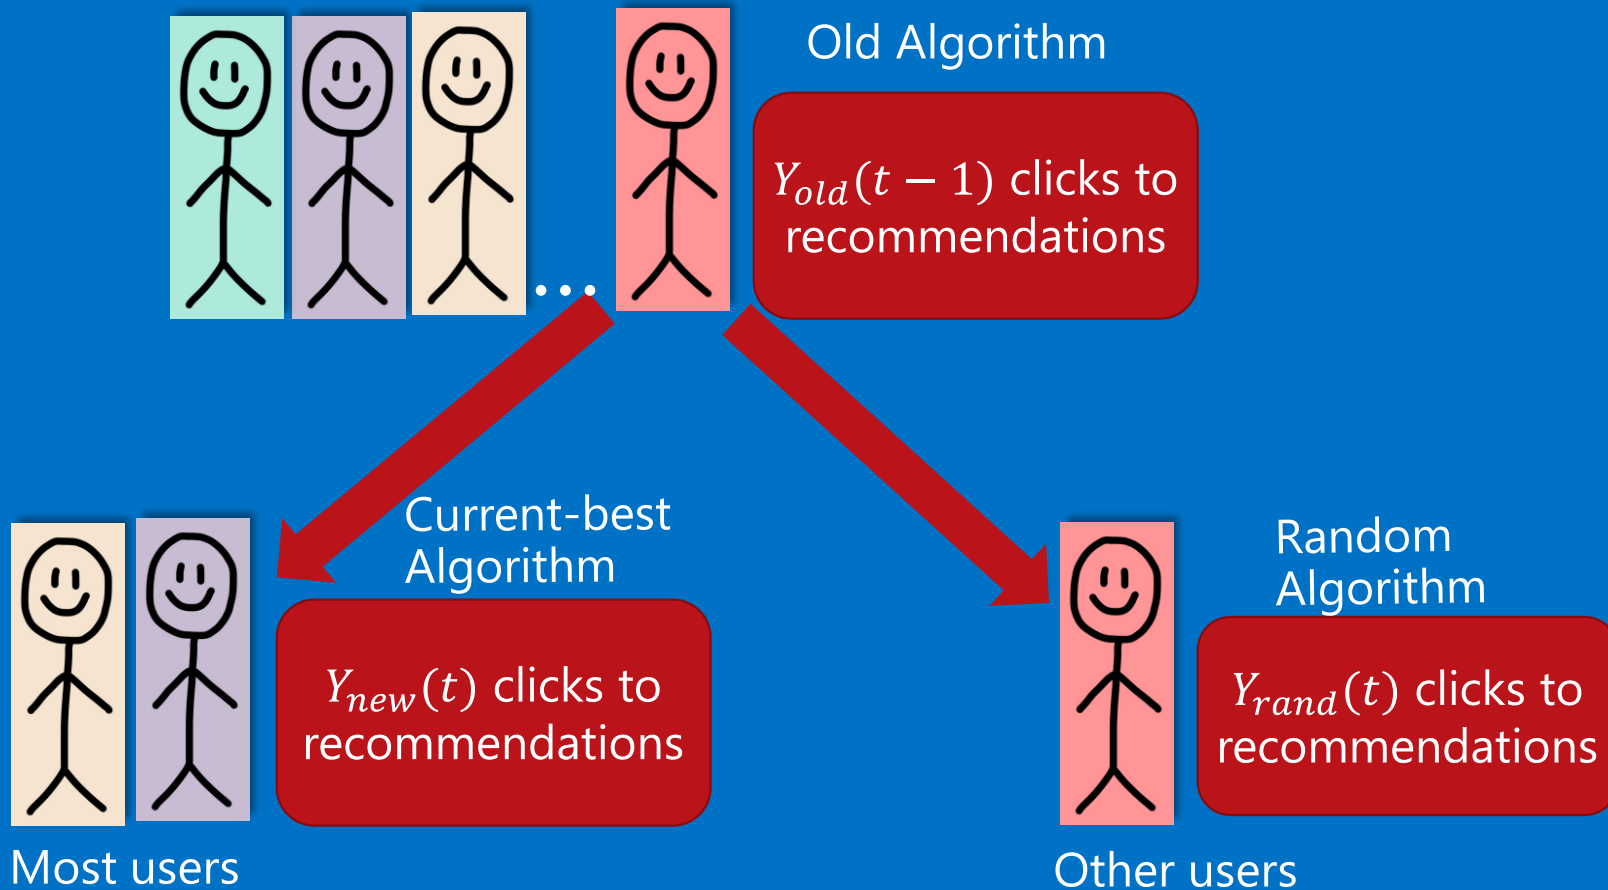 Old Algorithm
Y_old(t − 1) clicks to
recommendations
...
Current-best
Algorithm
Y_new(t) clicks to
recommendations
Most users
Random
Algorithm
Y_rand(t) clicks to
recommendations
Other users